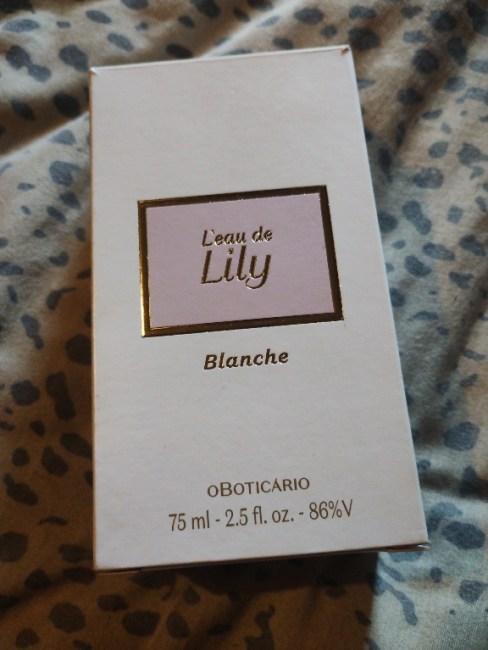 L'eau de
Lily
Blanche
oBOTICÁRIO
75 ml - 2.5 fl. oz. - 86%V